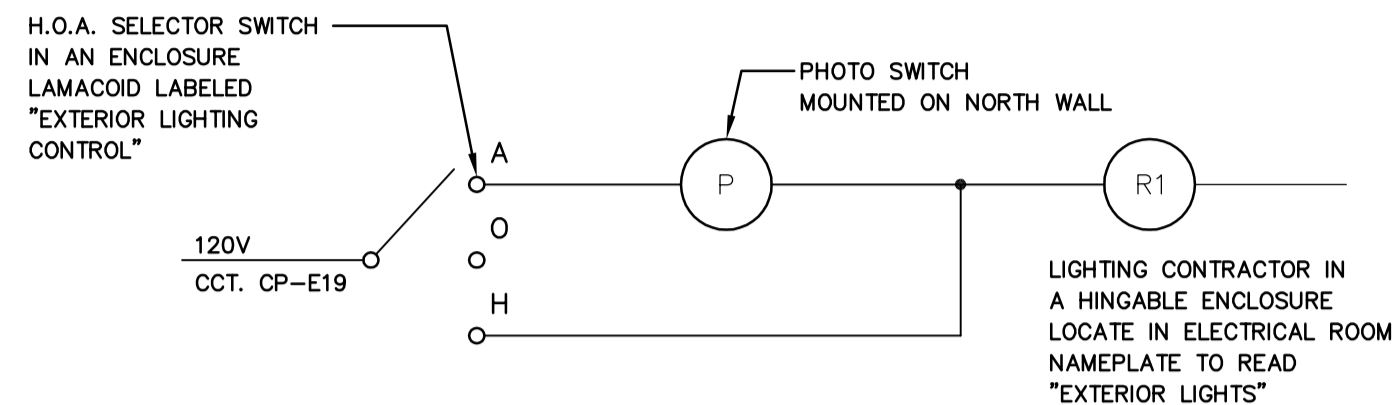 H.O.A. SELECTOR SWITCH
IN AN ENCLOSURE
LAMACOID LABELED
"EXTERIOR LIGHTING
CONTROL"
PHOTO SWITCH
MOUNTED ON NORTH WALL
A
P
R1
O
120V
CCT. CP-E19
H
LIGHTING CONTRACTOR IN
A HINGABLE ENCLOSURE
LOCATE IN ELECTRICAL ROOM
NAMEPLATE TO READ
"EXTERIOR LIGHTS"